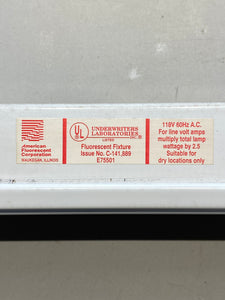 American
Fluorescent
Corporation
WAUKEGAN, ILLINOIS
UL
UNDERWRITERS
LABORATORIES
INC.®
LISTED
Fluorescent Fixture
Issue No. C-141,889
E75501
118V 60Hz A.C.
For line volt amps
multiply total lamp
wattage by 2.5
Suitable for
dry locations only